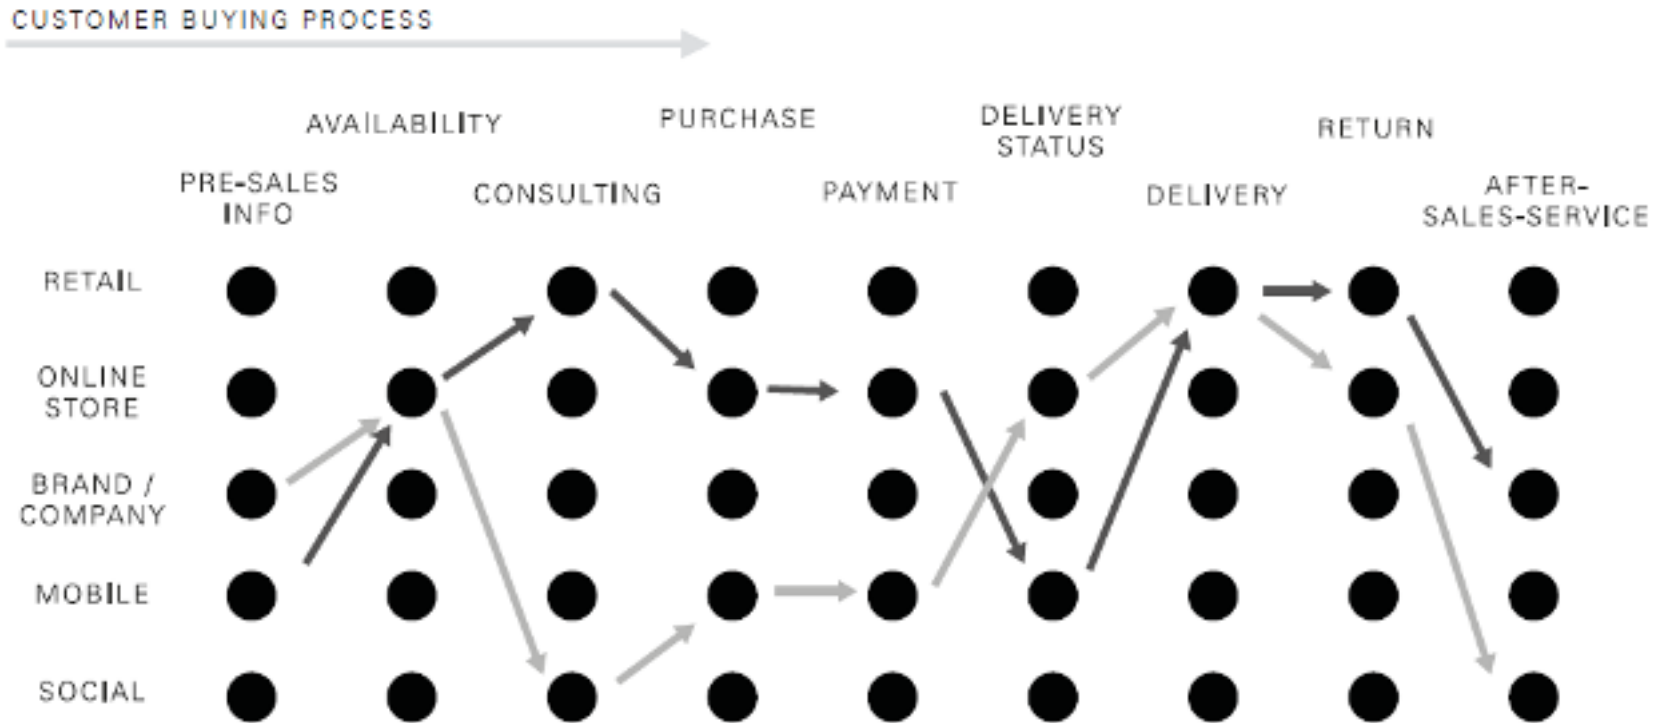 CUSTOMER BUYING PROCESS
AVAILABILITY
PURCHASE
DELIVERY
STATUS
RETURN
PRE-SALES
INFO
CONSULTING
PAYMENT
DELIVERY
AFTER-
SALES-SERVICE
RETAIL
ONLINE
STORE
BRAND /
COMPANY
MOBILE
SOCIAL